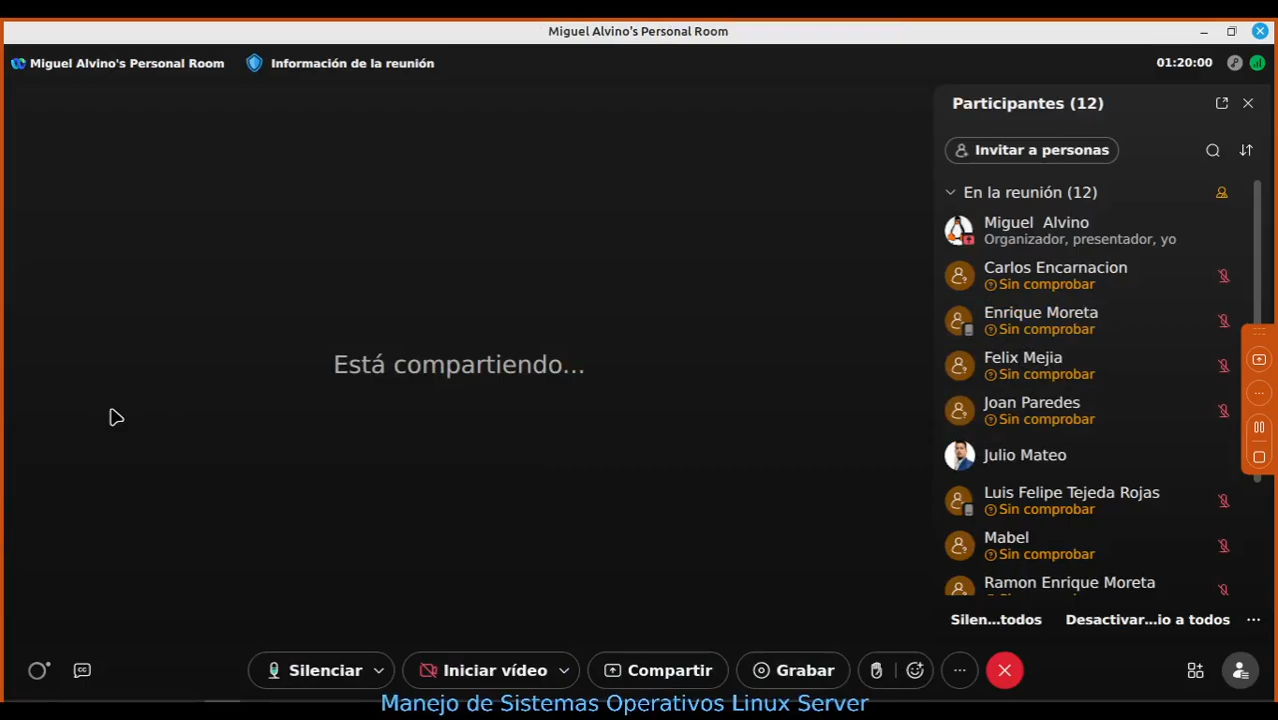 Miguel Alvino's Personal Room
Miguel Alvino's Personal Room
Información de la reunión
01:20:00
Participantes (12)
Invitar a personas
En la reunión (12)
Miguel Alvino
Organizador, presentador, yo
Carlos Encarnacion
Sin comprobar
Enrique Moreta
Sin comprobar
Felix Mejia
Sin comprobar
Joan Paredes
Sin comprobar
Julio Mateo
Luis Felipe Tejeda Rojas
Sin comprobar
Mabel
Sin comprobar
Ramon Enrique Moreta
Está compartiendo...
Silen...todos
Desactivar...io a todos
CC
Silenciar
Iniciar vídeo
Compartir
Grabar
Manejo de Sistemas Operativos Linux Server